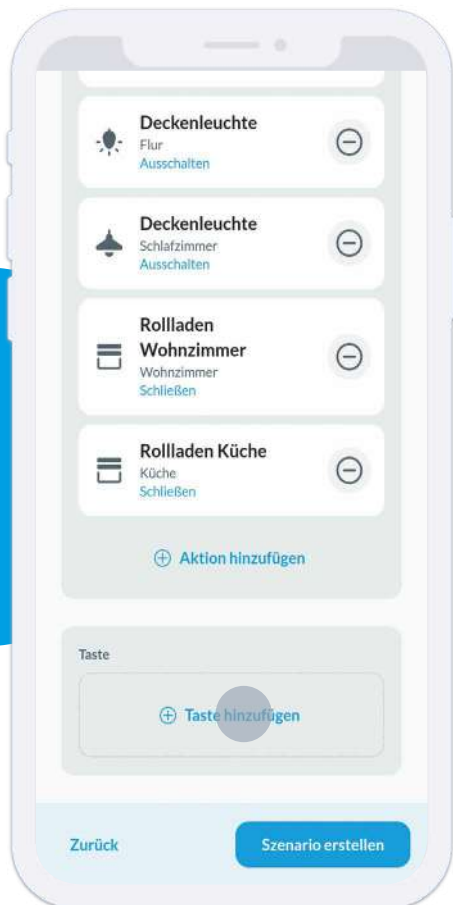 Deckenleuchte
Flur
Ausschalten
Deckenleuchte
Schlafzimmer
Ausschalten
Rollladen
Wohnzimmer
Wohnzimmer
Schließen
Rollladen Küche
Küche
Schließen
Aktion hinzufügen
Taste
Taste hinzufügen
Zurück
Szenario erstellen